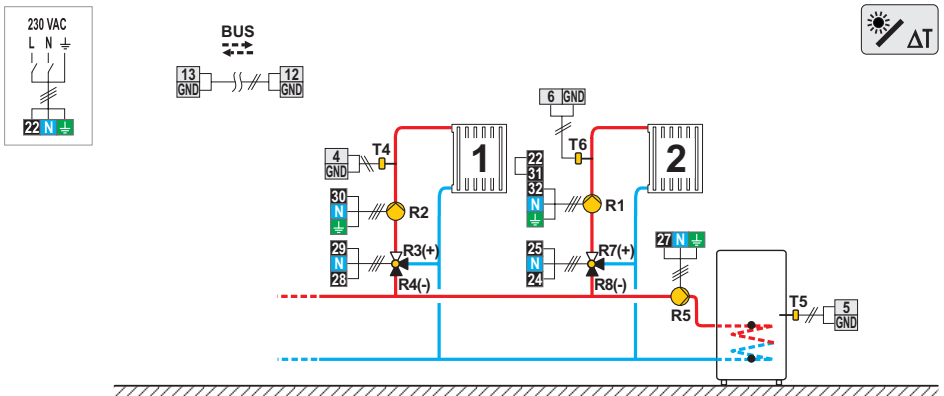 230 VAC
L N
22 N
BUS
13
GND
12
GND
ΔT
6 GND
4
GND
T4
1
T6
2
22
31
32
N
30
N
R2
R1
29
N
28
R3(+)
R4(-)
25
N
24
R7(+)
R8(-)
27 N
R5
T5
5
GND